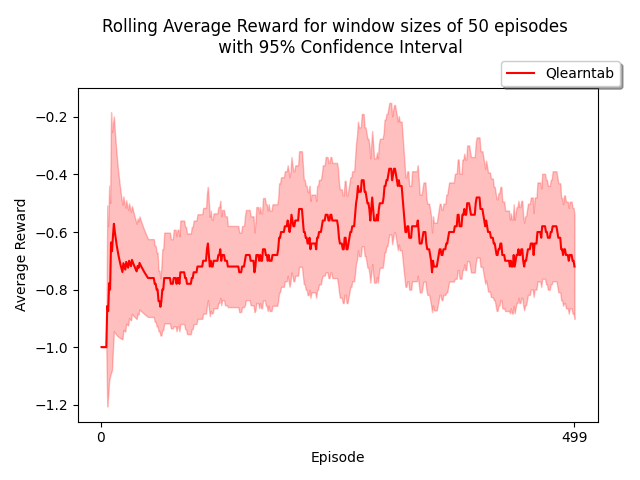 Rolling Average Reward for window sizes of 50 episodes
with 95% Confidence Interval
Qlearntab
−0.2
−0.4
−0.6
−0.8
−1.0
−1.2
Average Reward
0
499
Episode